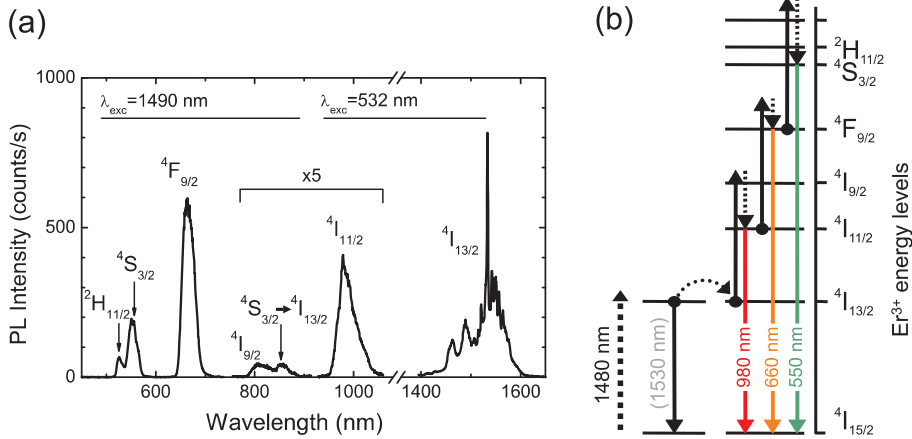 (a)
1000
500
0
PL Intensity (counts/s)
λexc=1490 nm
λexc=532 nm
4F9/2
x5
4S3/2
2H11/2
4S3/2 → 4I13/2
4I9/2
4I11/2
4I13/2
600 800 1000 1400 1600
Wavelength (nm)
(b)
2H11/2
4S3/2
4F9/2
4I9/2
4I11/2
4I13/2
4I15/2
Er3+ energy levels
1480 nm
(1530 nm)
980 nm
660 nm
550 nm